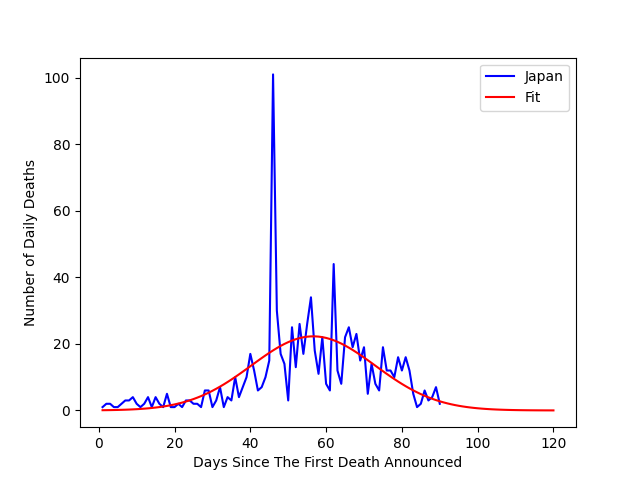 Japan
Fit
100
80
60
40
20
0
Number of Daily Deaths
0 20 40 60 80 100 120
Days Since The First Death Announced